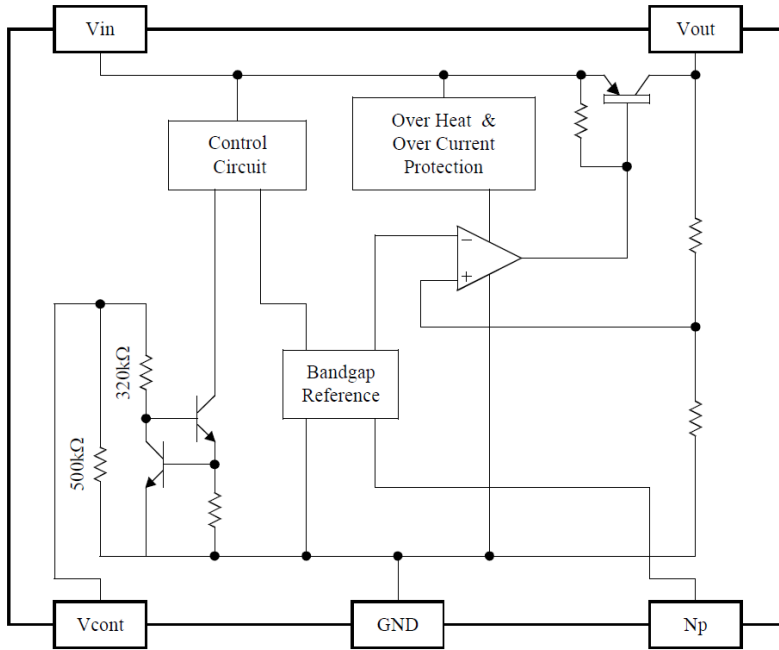 Vin
Vout
Control
Circuit
Over Heat &
Over Current
Protection
−
+
320kΩ
500kΩ
Bandgap
Reference
Vcont
GND
Np